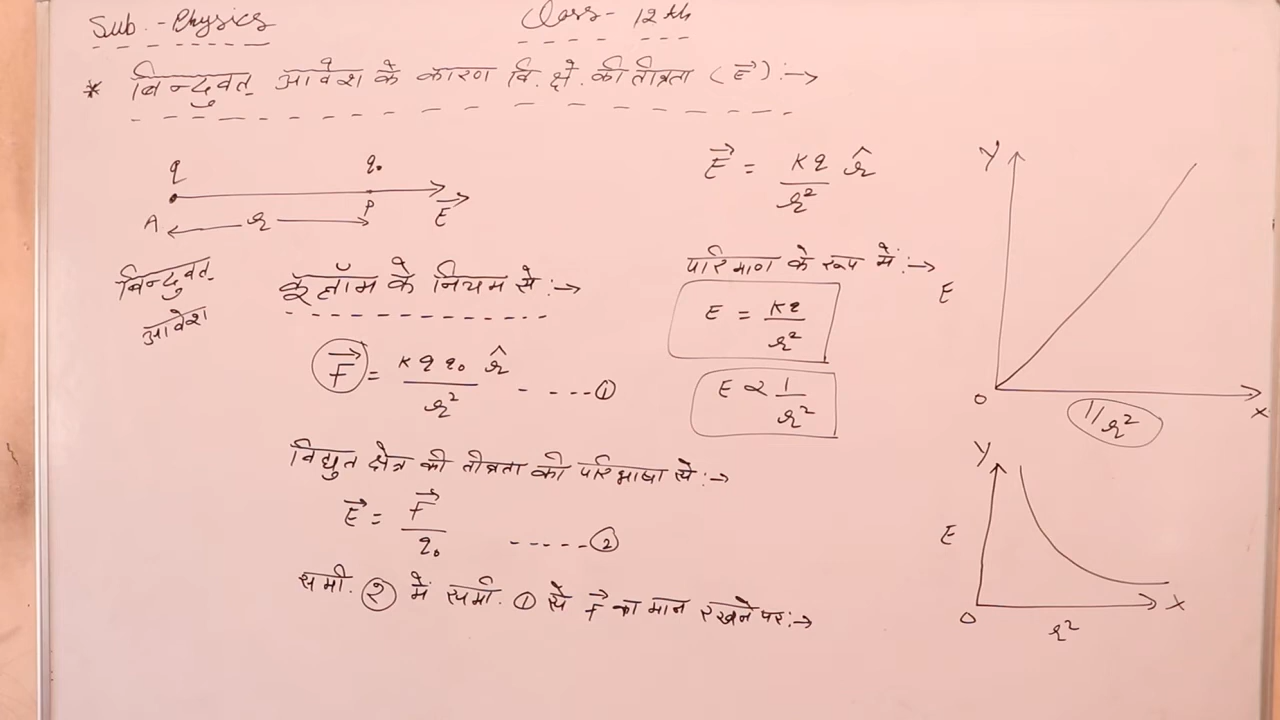 Sub.- Physics
Class- 12th
* बिन्दुवत् आवेश के कारण वि. क्षे. की तीव्रता (E⃗) :→
q q₀
A r P E⃗
बिन्दुवत्
आवेश
कूलॉम के नियम से :→
F⃗ = K q q₀ r̂ / r² - ---- ①
विद्युत क्षेत्र की तीव्रता की परिभाषा से :→
E⃗ = F⃗ / q₀ ----- ②
समी. ② में समी. ① से F⃗ का मान रखने पर :→
E⃗ = Kq / r² r̂
परिमाण के रूप में :→
E = Kq / r²
E ∝ 1 / r²
Y
E
O X
1/r²
Y
E
O X
r²